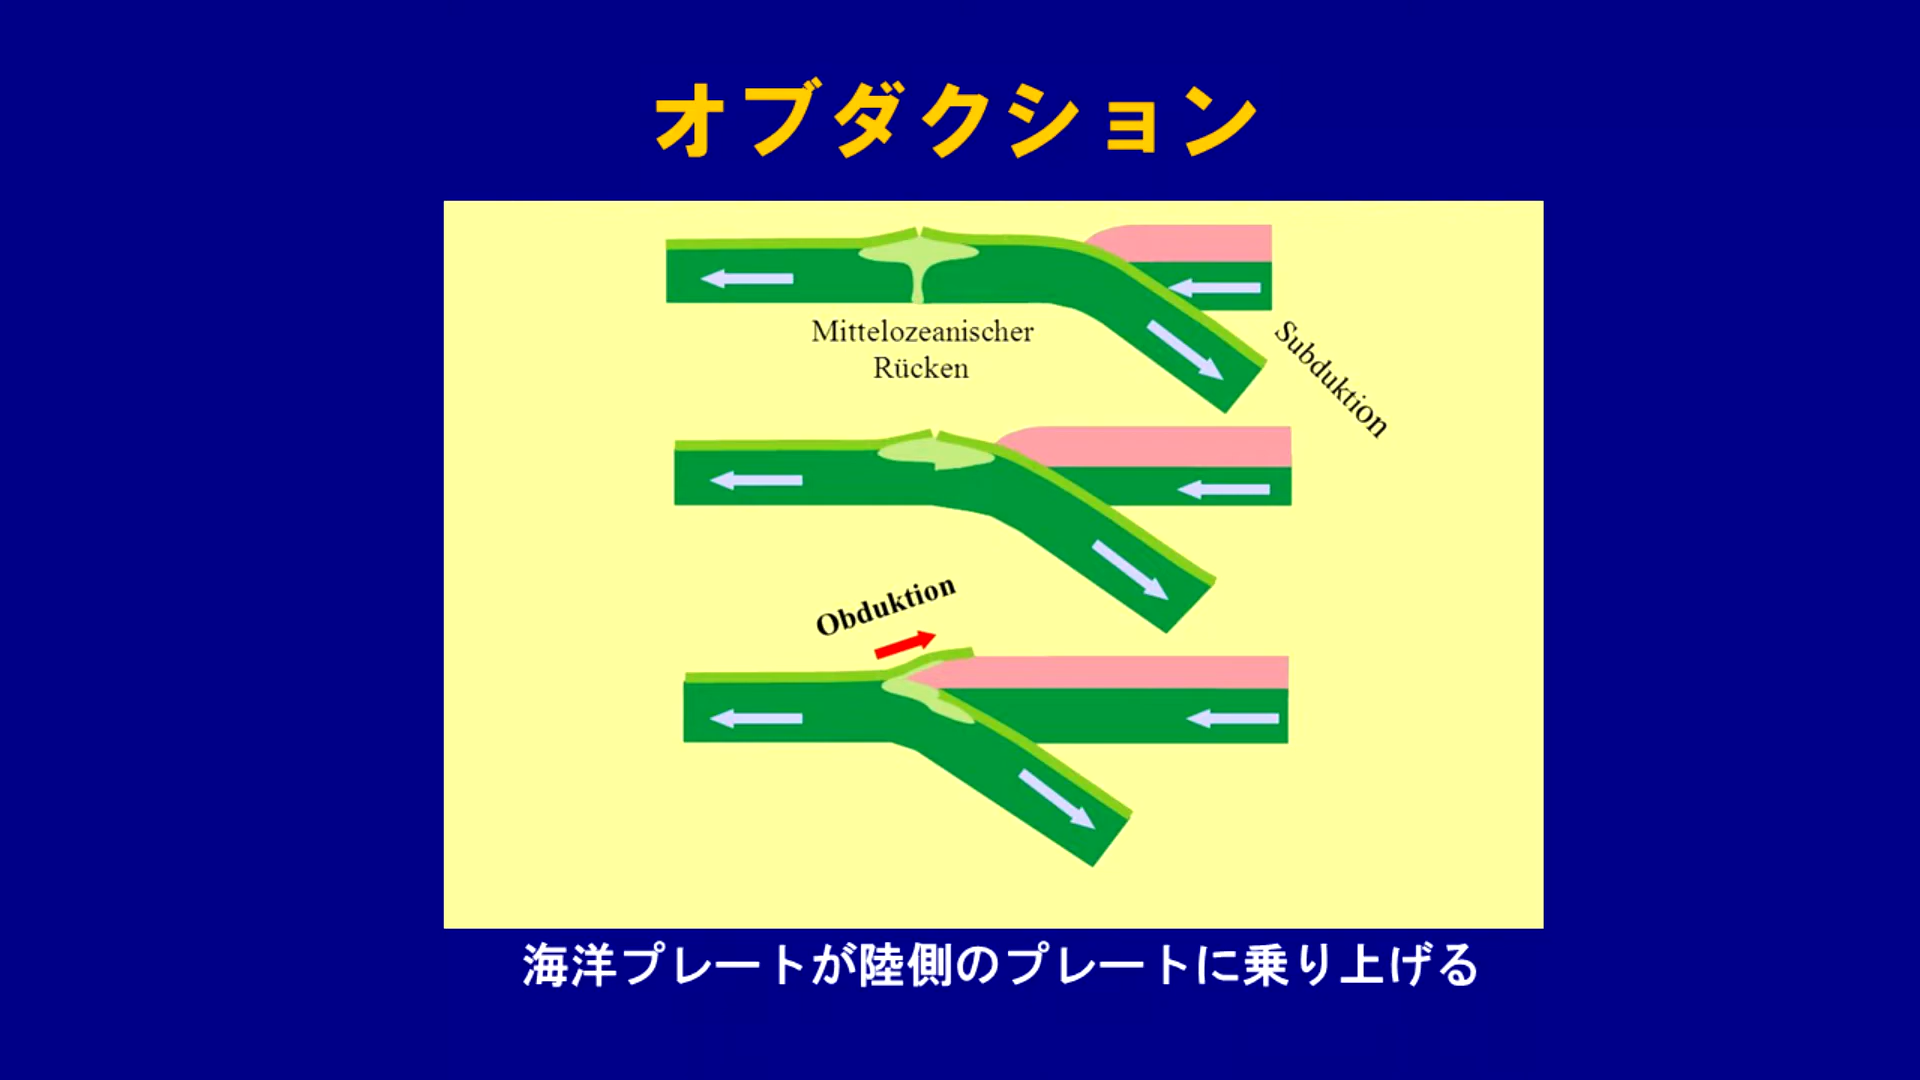 オブダクション
Mittelozeanischer
Rücken
Subduktion
Obduktion
海洋プレートが陸側のプレートに乗り上げる